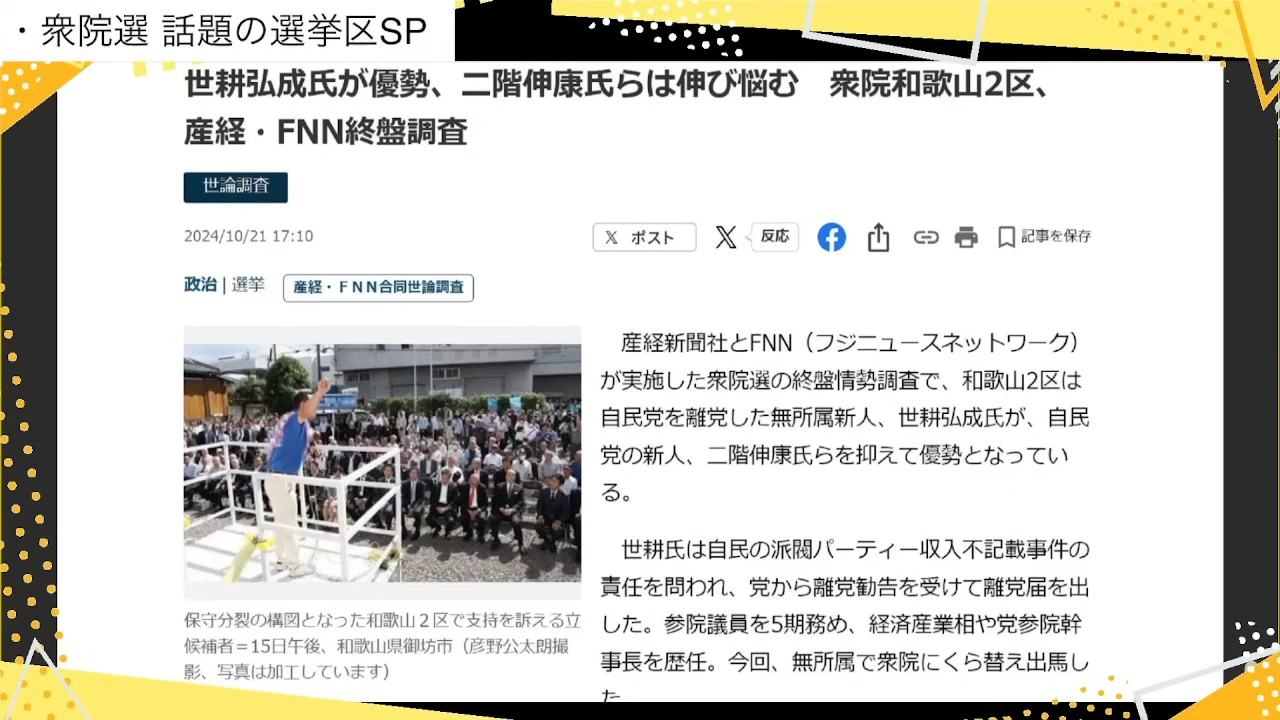 ・衆院選 話題の選挙区SP
世耕弘成氏が優勢、二階伸康氏らは伸び悩む　衆院和歌山2区、
産経・FNN終盤調査
世論調査
2024/10/21 17:10
ポスト
反応
記事を保存
政治 | 選挙
産経・ＦＮＮ合同世論調査
産経新聞社とFNN（フジニュースネットワーク）
が実施した衆院選の終盤情勢調査で、和歌山2区は
自民党を離党した無所属新人、世耕弘成氏が、自民
党の新人、二階伸康氏らを抑えて優勢となってい
る。
世耕氏は自民の派閥パーティー収入不記載事件の
責任を問われ、党から離党勧告を受けて離党届を出
した。参院議員を5期務め、経済産業相や党参院幹
事長を歴任。今回、無所属で衆院にくら替え出馬し
た
保守分裂の構図となった和歌山２区で支持を訴える立
候補者＝15日午後、和歌山県御坊市（彦野公太朗撮
影、写真は加工しています）